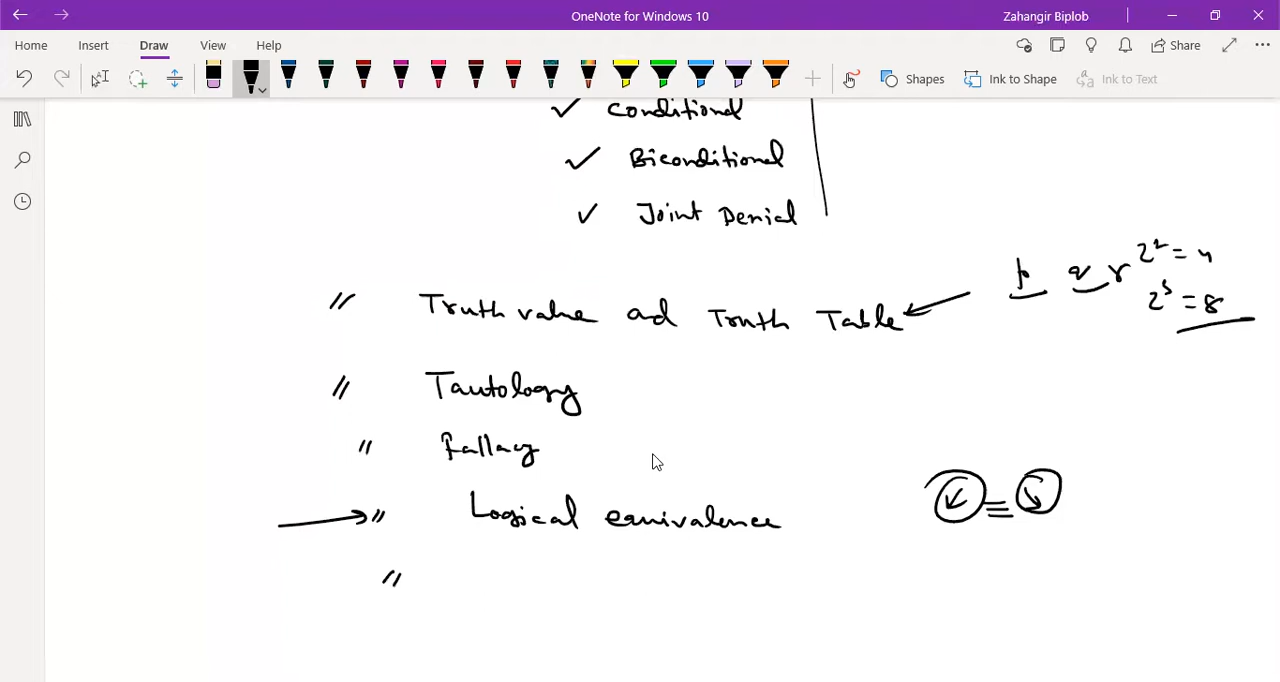 OneNote for Windows 10
Zahangir Biplob
Home Insert Draw View Help Share
Shapes Ink to Shape Ink to Text
✓ Conditional
✓ Biconditional
✓ Joint Denial
p q r 2² = 4
2³ = 8
" Truth value ad Truth Table
" Tautology
" fallacy
" Logical equivalence
=
"